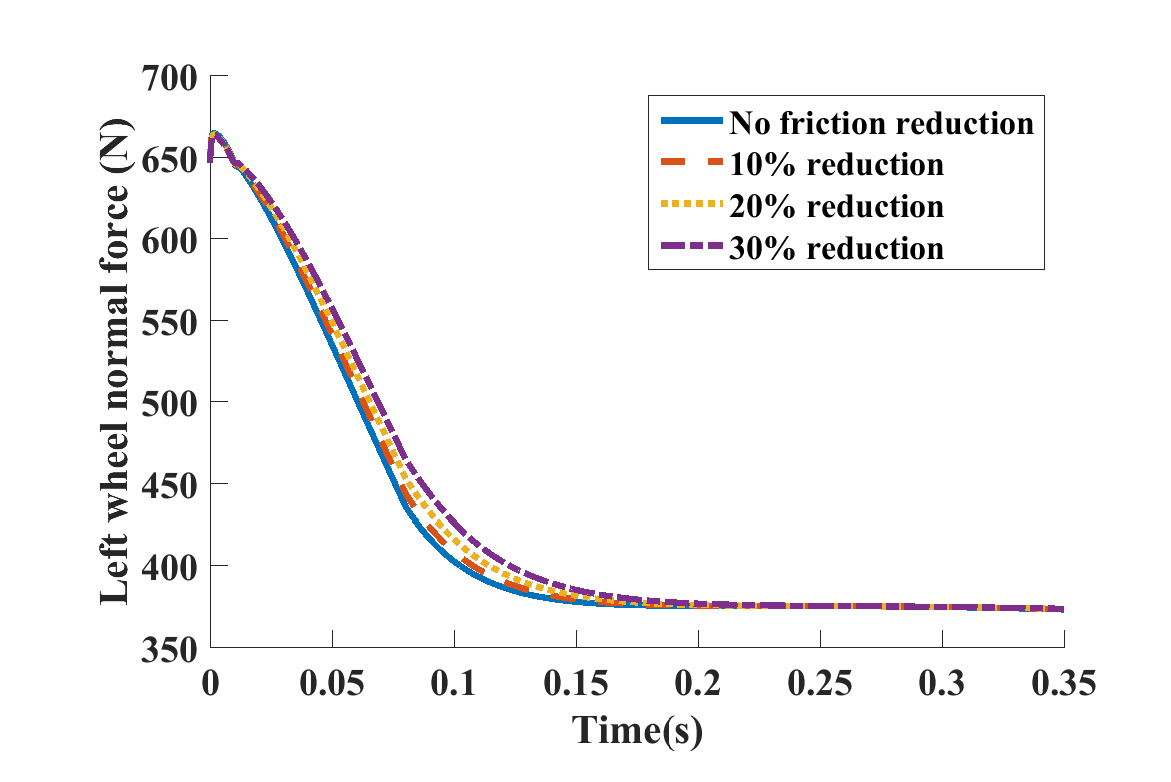 700
650
600
550
500
450
400
350
Left wheel normal force (N)
No friction reduction
10% reduction
20% reduction
30% reduction
0 0.05 0.1 0.15 0.2 0.25 0.3 0.35
Time(s)